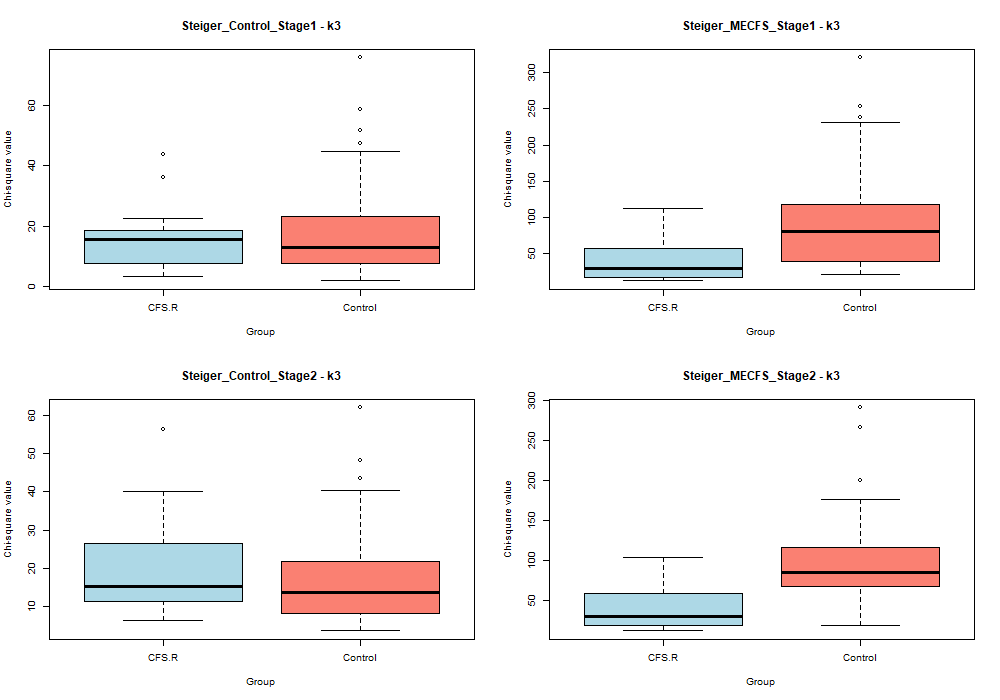 Steiger_Control_Stage1 - k3
Chi-square value
60
40
20
0
CFS.R
Control
Group
Steiger_MECFS_Stage1 - k3
Chi-square value
300
250
200
150
100
50
CFS.R
Control
Group
Steiger_Control_Stage2 - k3
Chi-square value
60
50
40
30
20
10
CFS.R
Control
Group
Steiger_MECFS_Stage2 - k3
Chi-square value
300
250
200
150
100
50
CFS.R
Control
Group